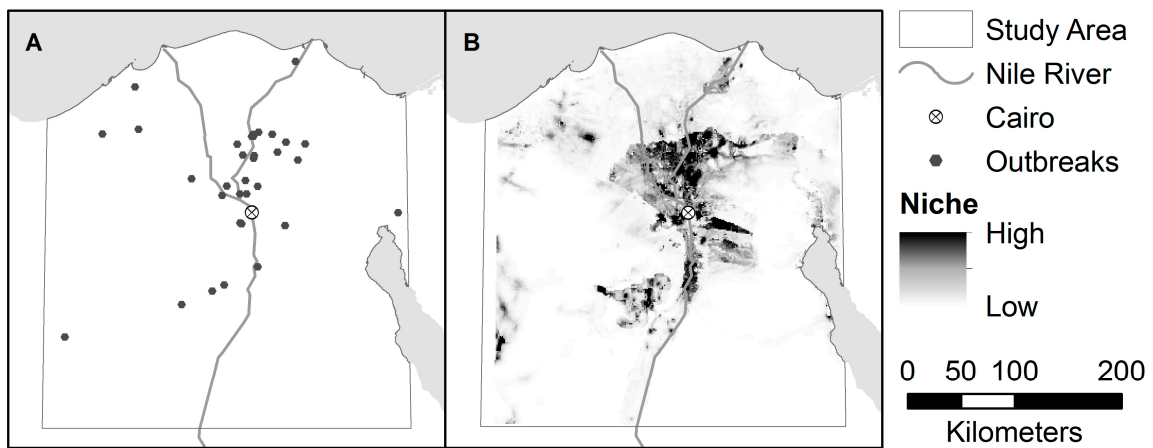 A
B
Study Area
Nile River
Cairo
Outbreaks
Niche
High
Low
0 50 100 200
Kilometers